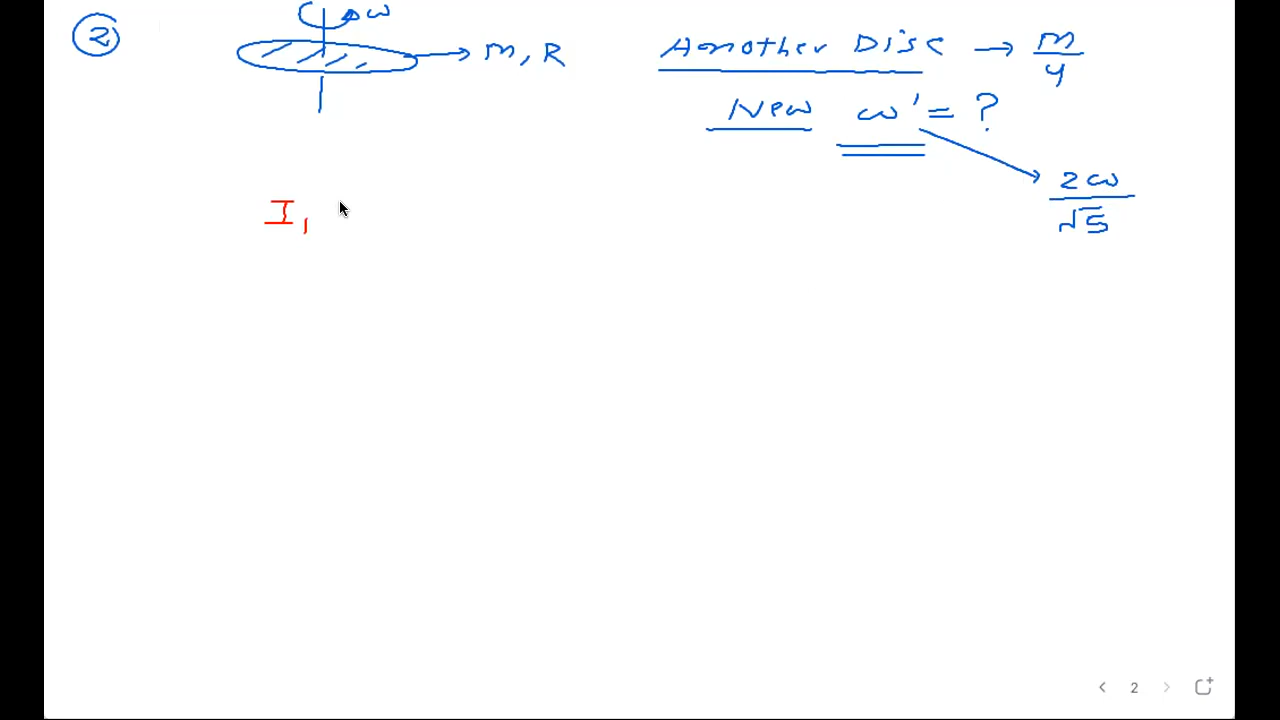 ②
ω
m, R
Another Disc → m/4
New ω' = ?
2ω/√5
I₁
2